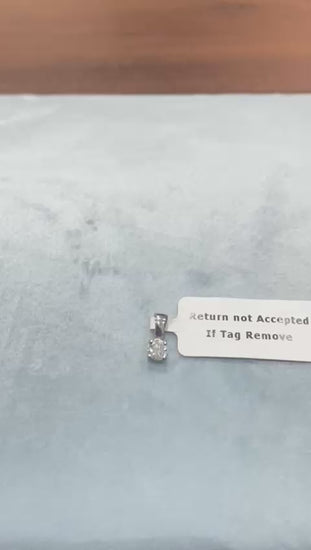 Return not Accepted
If Tag Remove